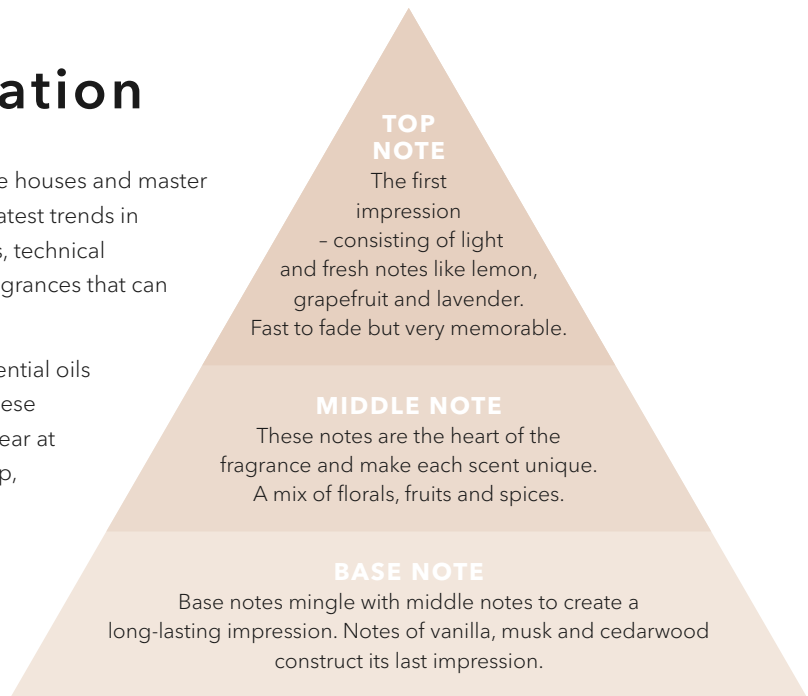 ation
e houses and master
atest trends in
s, technical
grances that can
ential oils
ese
ear at
p,
TOP
NOTE
The first
impression
– consisting of light
and fresh notes like lemon,
grapefruit and lavender.
Fast to fade but very memorable.
MIDDLE NOTE
These notes are the heart of the
fragrance and make each scent unique.
A mix of florals, fruits and spices.
BASE NOTE
Base notes mingle with middle notes to create a
long-lasting impression. Notes of vanilla, musk and cedarwood
construct its last impression.